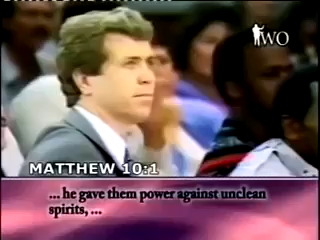 WO
MATTHEW 10:1
... he gave them power against unclean
spirits, ...